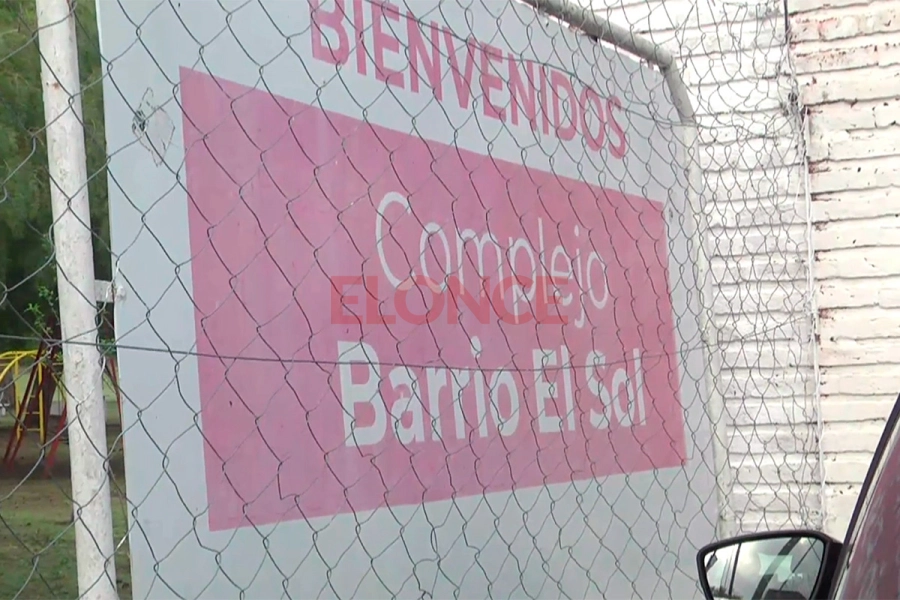 BIENVENIDOS
Complejo
ELONCE
Barrio El Sol